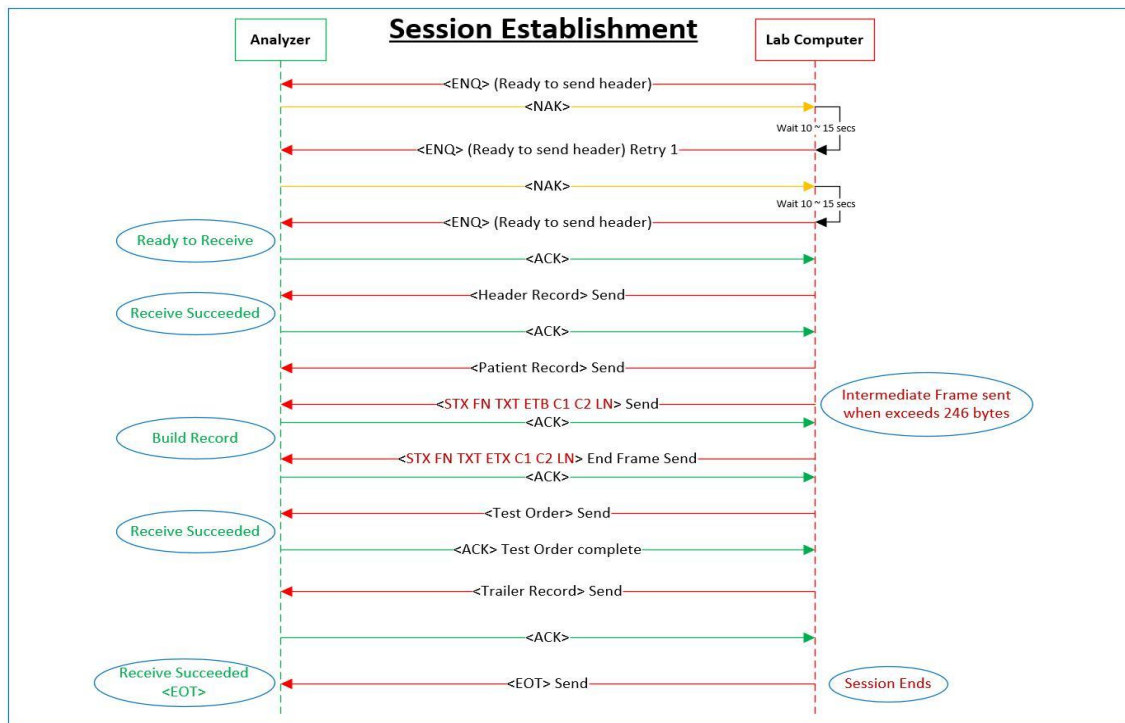 Session Establishment
Analyzer
Lab Computer
<ENQ> (Ready to send header)
<NAK>
Wait 10 ~ 15 secs
<ENQ> (Ready to send header) Retry 1
<NAK>
Wait 10 ~ 15 secs
<ENQ> (Ready to send header)
Ready to Receive
<ACK>
<Header Record> Send
Receive Succeeded
<ACK>
<Patient Record> Send
<STX FN TXT ETB C1 C2 LN> Send
Intermediate Frame sent
when exceeds 246 bytes
<ACK>
Build Record
<STX FN TXT ETX C1 C2 LN> End Frame Send
<ACK>
<Test Order> Send
Receive Succeeded
<ACK> Test Order complete
<Trailer Record> Send
<ACK>
Receive Succeeded
<EOT>
<EOT> Send
Session Ends